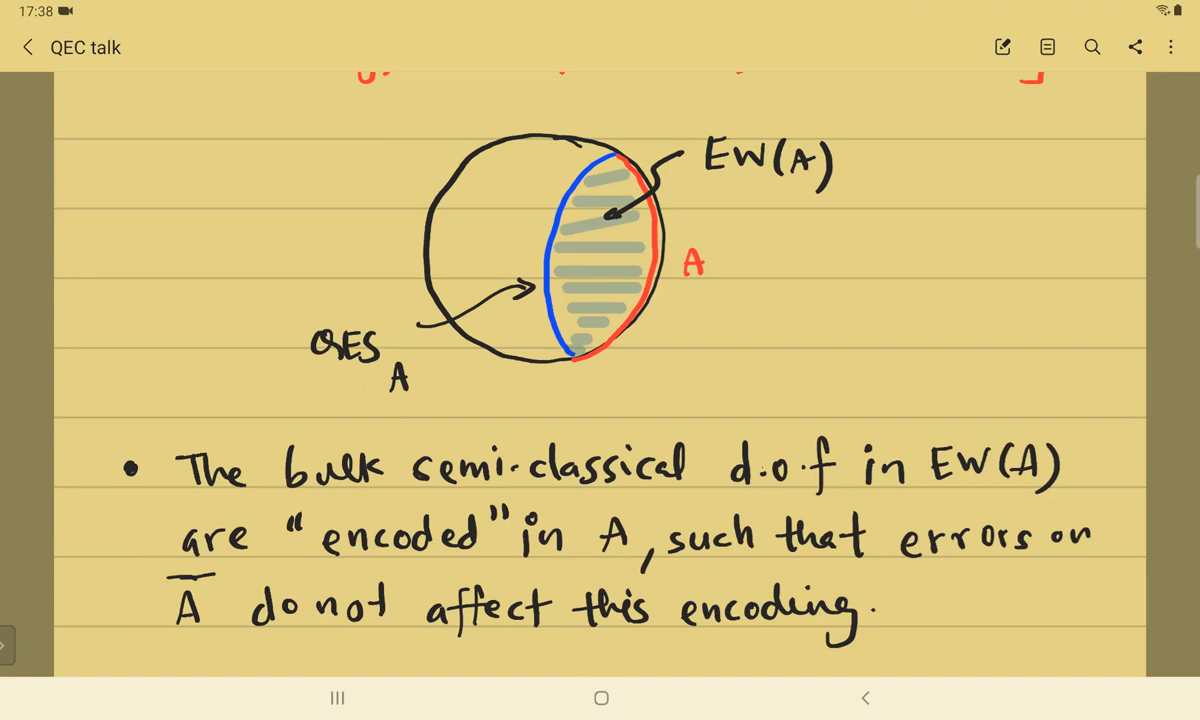 17:38
QEC talk
EW(A)
A
QES A
• The bulk semi-classical d.o.f in EW(A)
are "encoded" in A, such that errors on
A̅ do not affect this encoding.